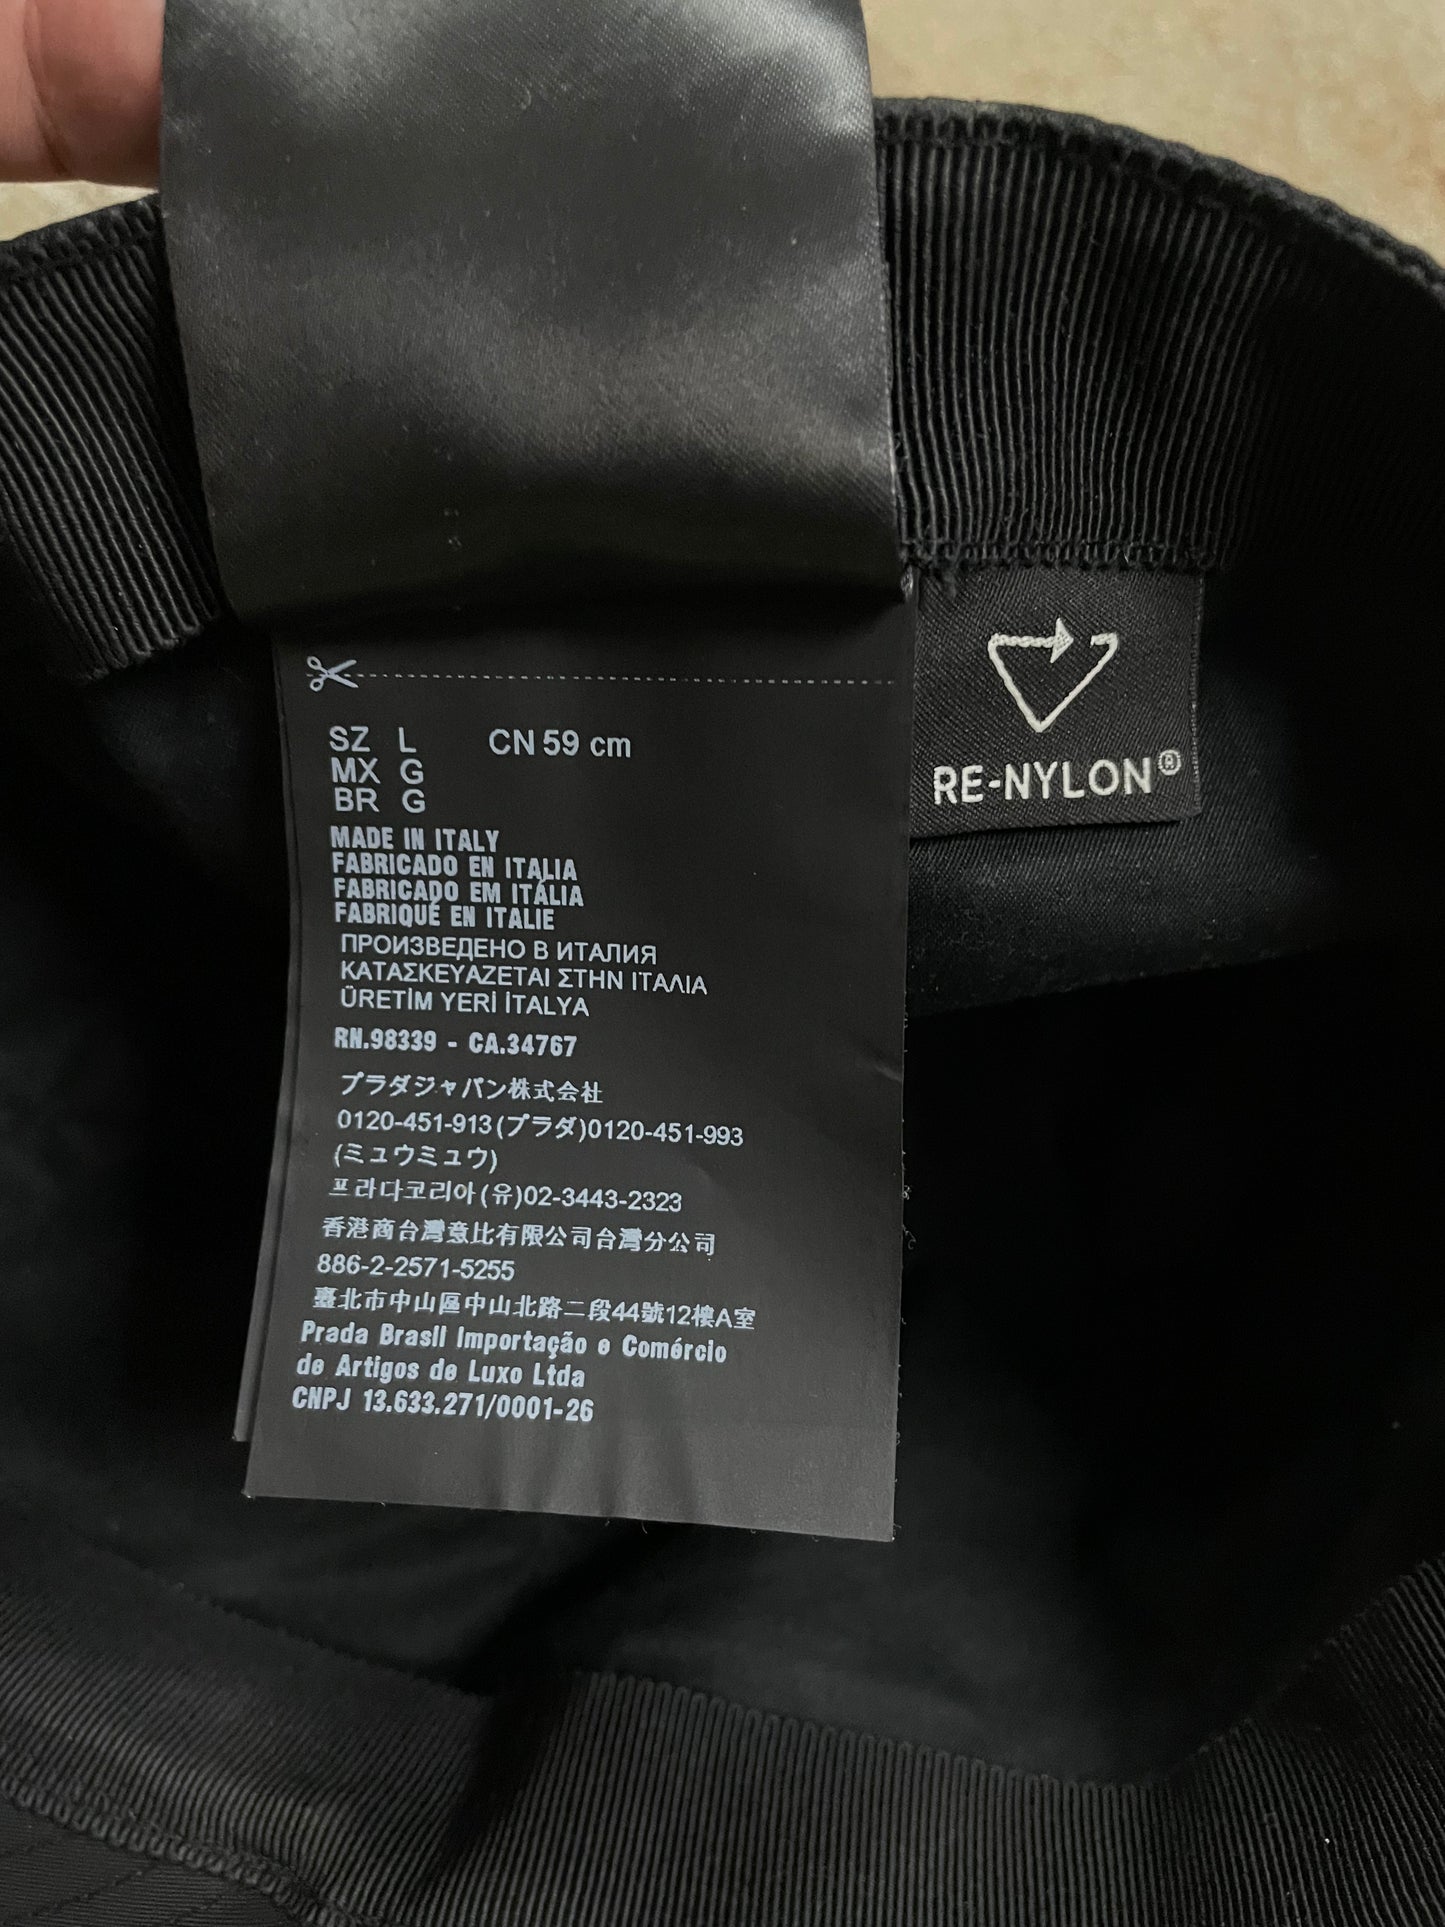 SZ L CN 59 cm
MX G
BR G
MADE IN ITALY
FABRICADO EN ITALIA
FABRICADO EM ITÁLIA
FABRIQUÉ EN ITALIE
ПРОИЗВЕДЕНО В ИТАЛИЯ
ΚΑΤΑΣΚΕΥΑΖΕΤΑΙ ΣΤΗΝ ΙΤΑΛΙΑ
ÜRETİM YERİ İTALYA
RN.98339 - CA.34767
プラダジャパン株式会社
0120-451-913(プラダ)0120-451-993
(ミュウミュウ)
프라다코리아(유)02-3443-2323
香港商台灣意比有限公司台灣分公司
886-2-2571-5255
臺北市中山區中山北路二段44號12樓A室
Prada Brasil Importação e Comércio
de Artigos de Luxo Ltda
CNPJ 13.633.271/0001-26
RE-NYLON®